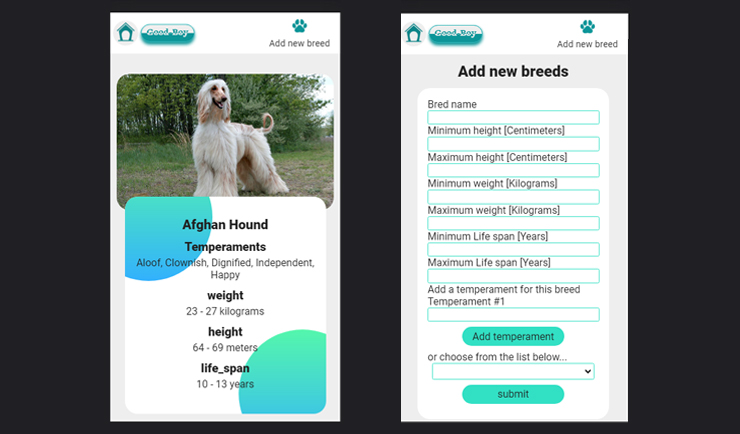 Good Boy
Add new breed
Afghan Hound
Temperaments
Aloof, Clownish, Dignified, Independent,
Happy
weight
23 - 27 kilograms
height
64 - 69 meters
life_span
10 - 13 years
Good Boy
Add new breed
Add new breeds
Bred name
Minimum height [Centimeters]
Maximum height [Centimeters]
Minimum weight [Kilograms]
Maximum weight [Kilograms]
Minimum Life span [Years]
Maximum Life span [Years]
Add a temperament for this breed
Temperament #1
Add temperament
or choose from the list below...
submit